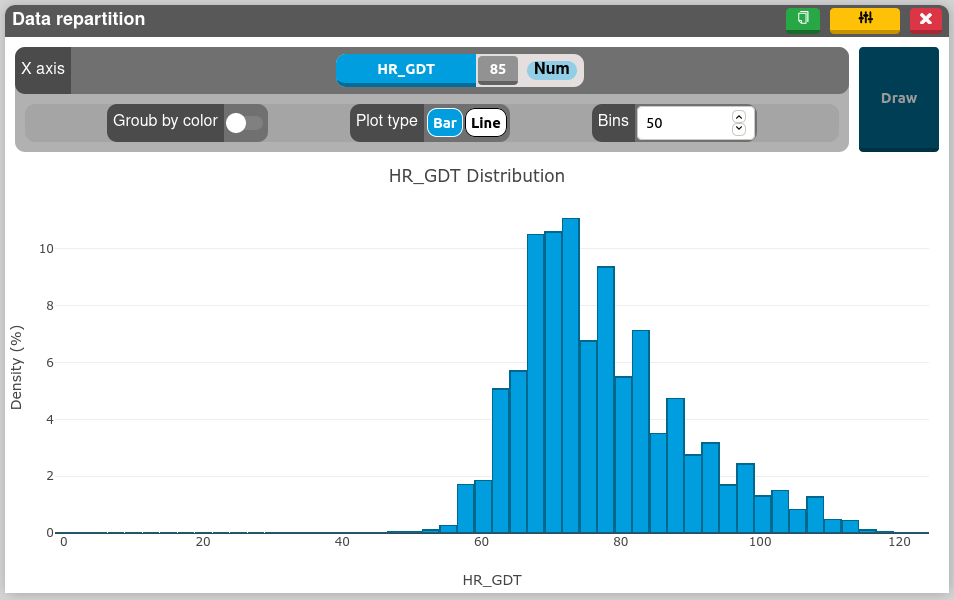 Data repartition
X axis
HR_GDT 85 Num
Groub by color
Plot type Bar Line
Bins 50
Draw
HR_GDT Distribution
Density (%)
10
8
6
4
2
0
0 20 40 60 80 100 120
HR_GDT